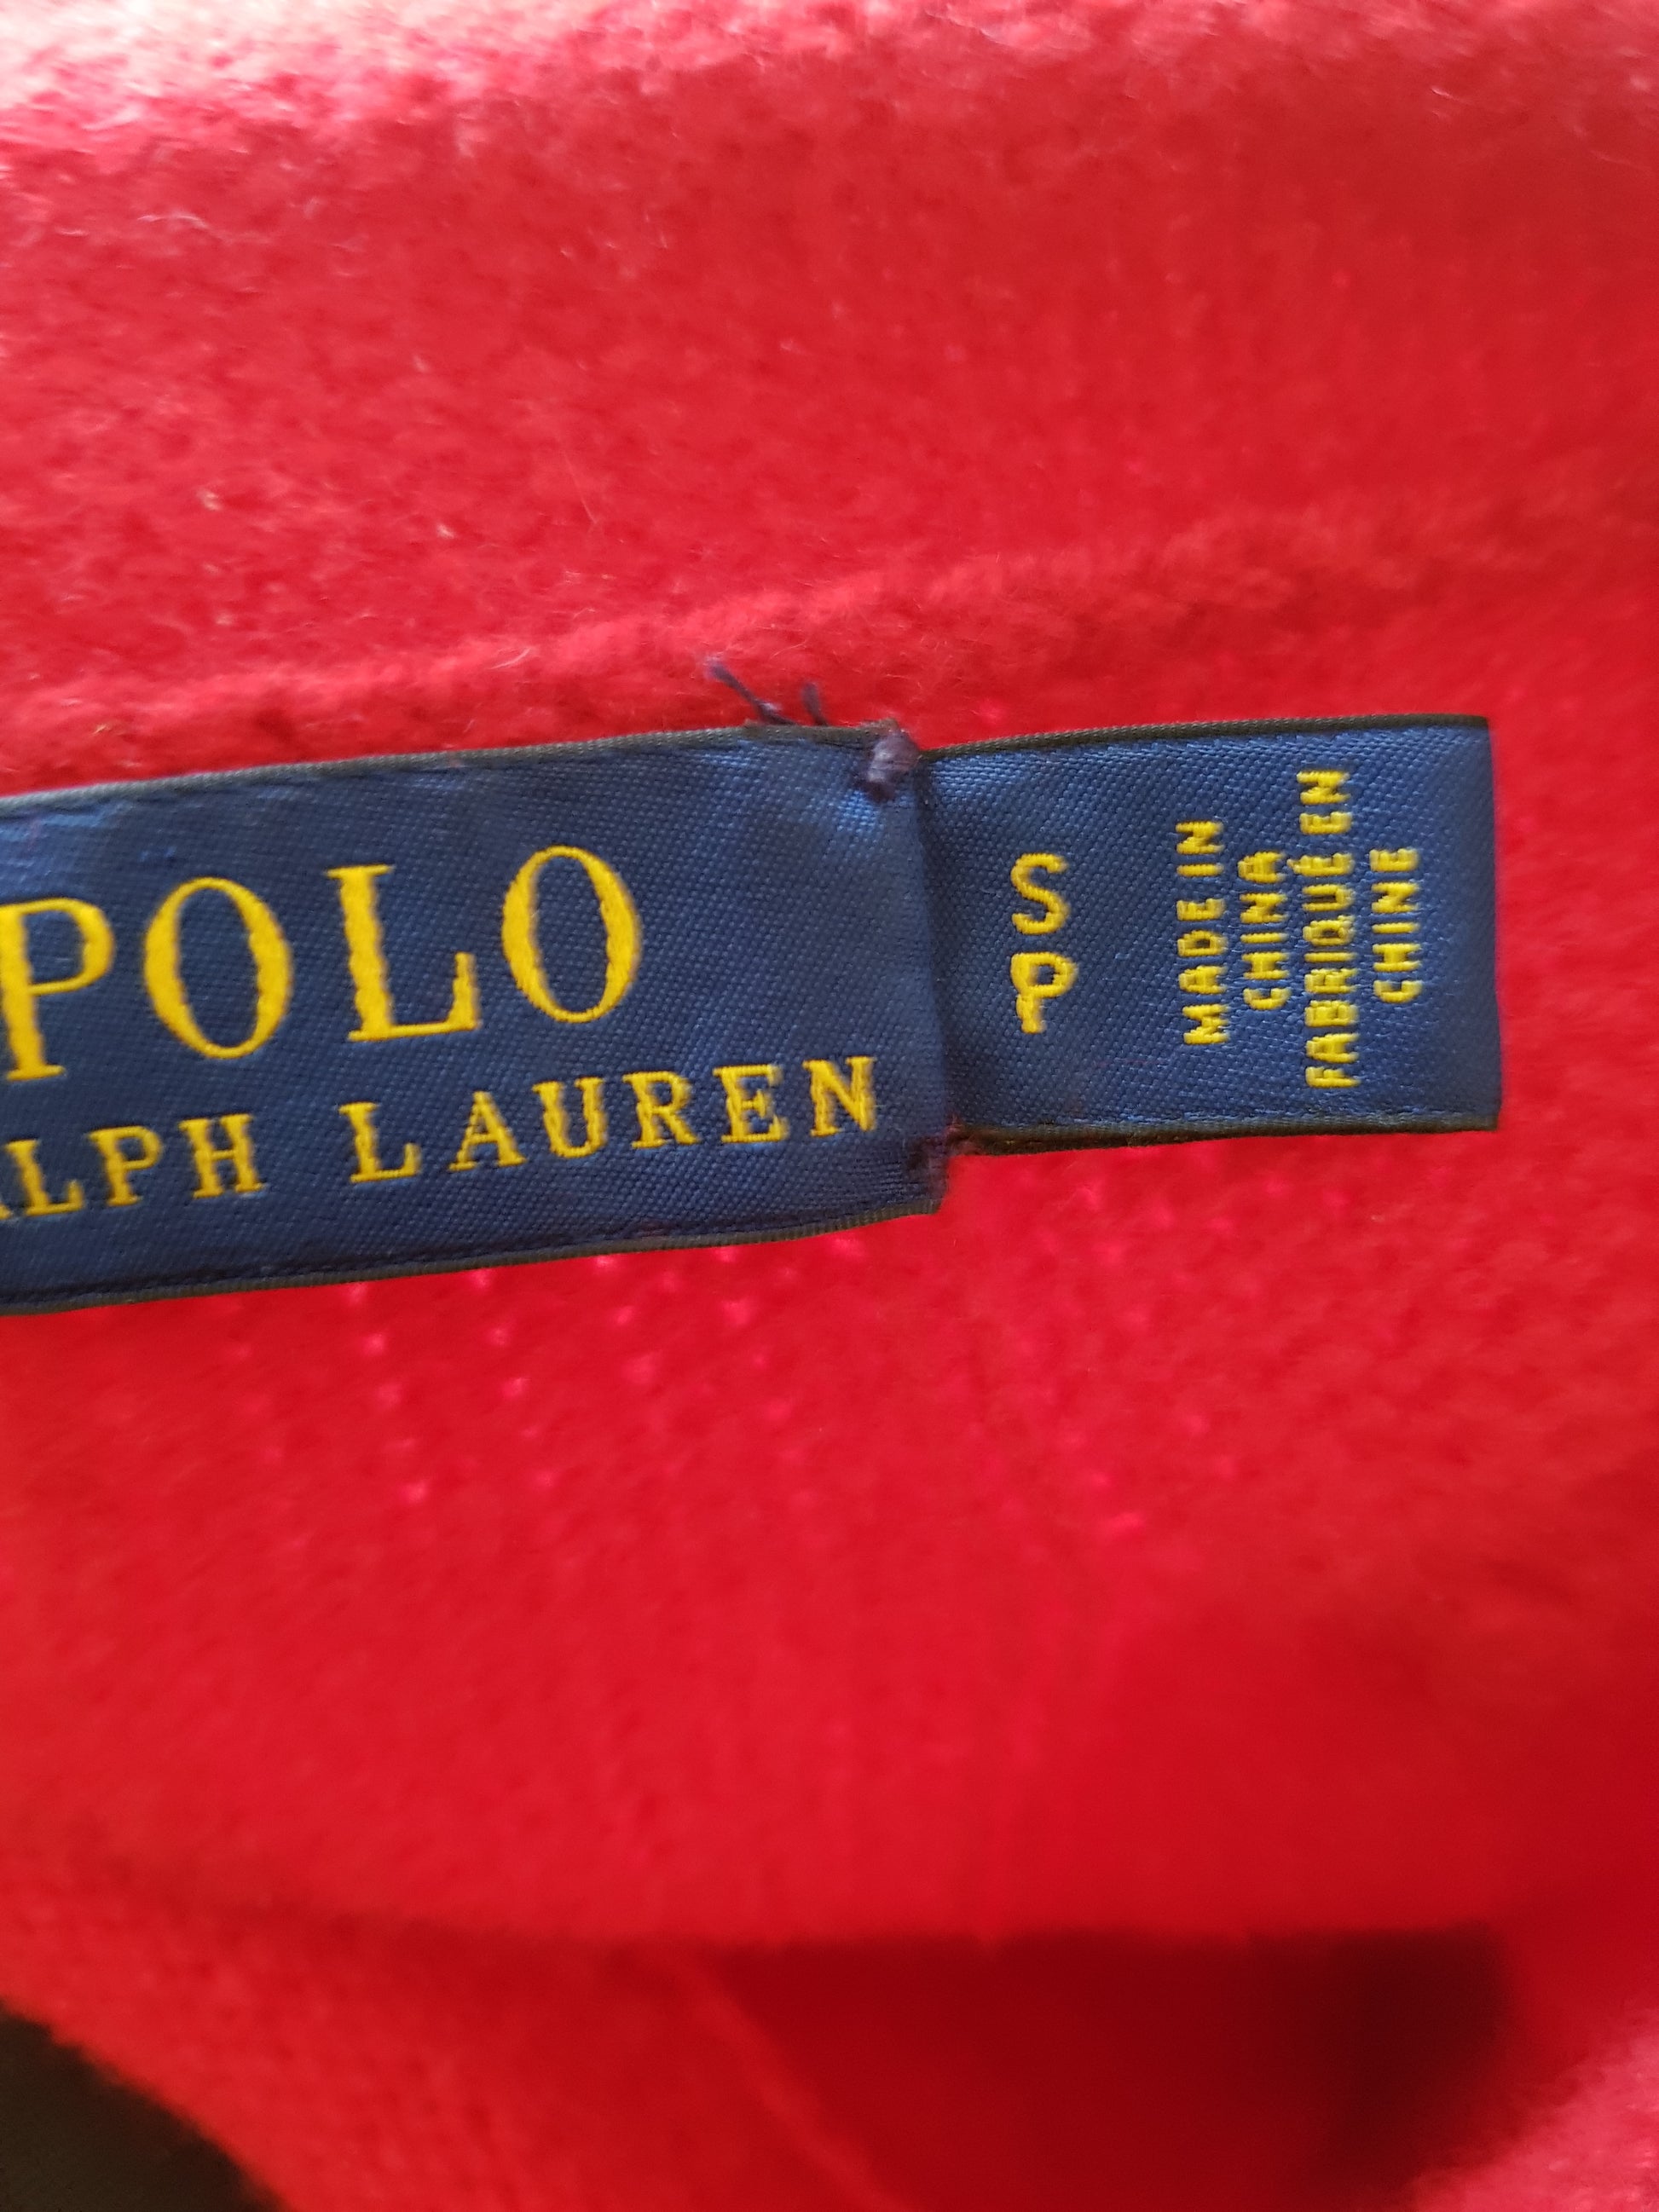 POLO
ALPH LAUREN
S
P
MADE IN
CHINA
FABRIQUÉ EN
CHINE